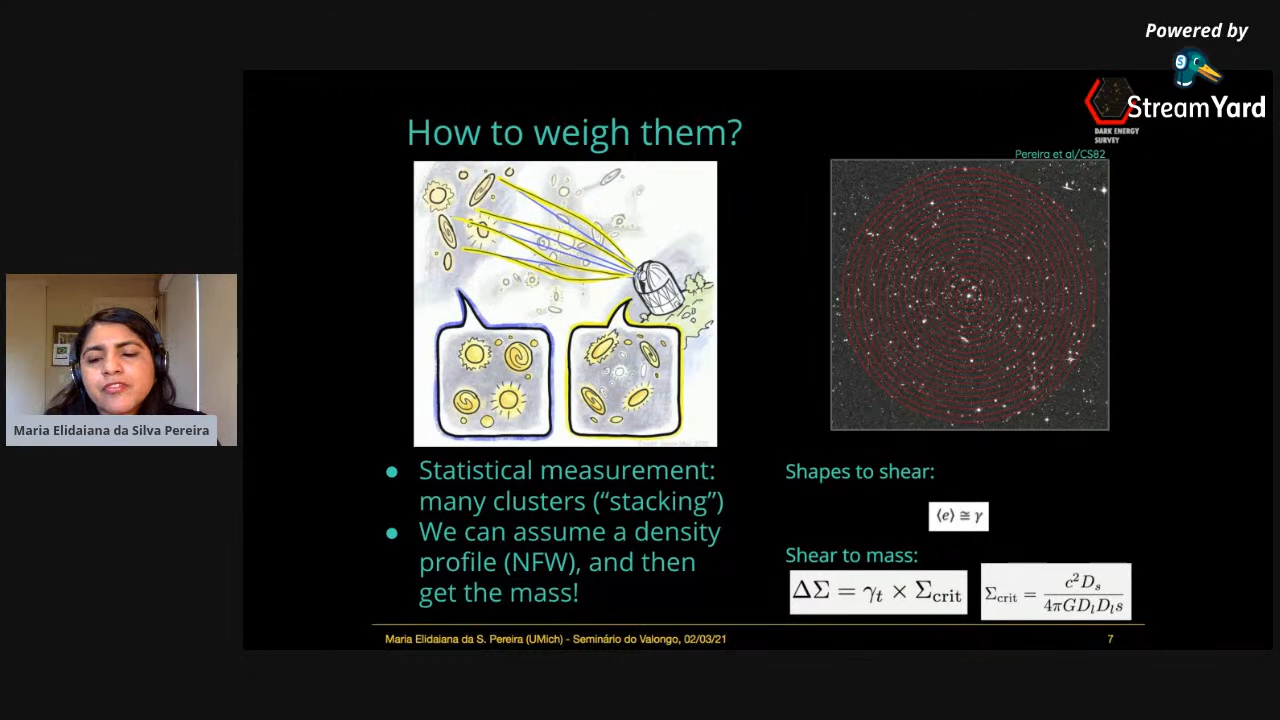 Powered by
StreamYard
DARK ENERGY
SURVEY
How to weigh them?
Pereira et al/CS82
Maria Elidaiana da Silva Pereira
● Statistical measurement:
many clusters (“stacking”)
● We can assume a density
profile (NFW), and then
get the mass!
Shapes to shear:
⟨e⟩ ≅ γ
Shear to mass:
ΔΣ = γₜ × Σcrit
Σcrit = c²Dₛ / 4πGDₗDₗs
Maria Elidaiana da S. Pereira (UMich) - Seminário do Valongo, 02/03/21
7